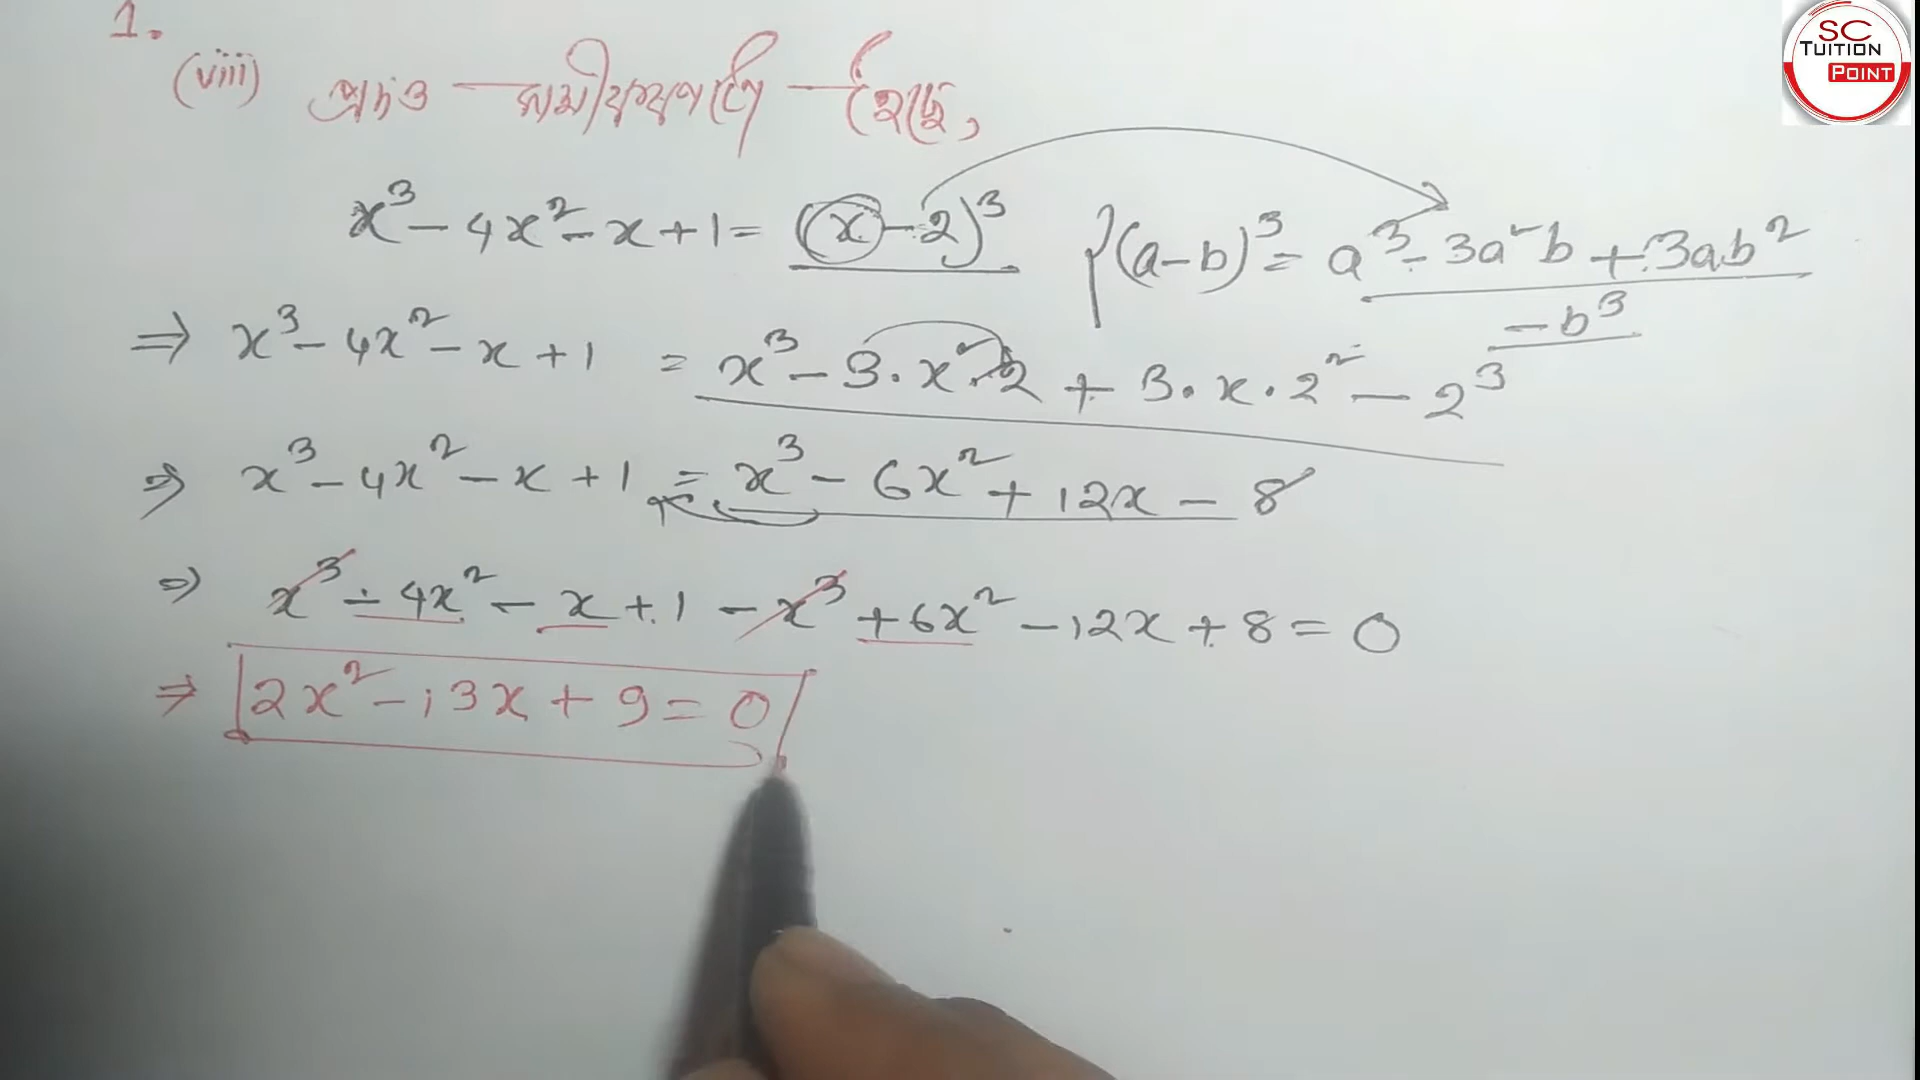 1.
SC
TUITION
POINT
(viii) প্রদত্ত সমীকৰণটো হৈছে,
x³ - 4x² - x + 1 = (x - 2)³ {(a - b)³ = a³ - 3a²b + 3ab²
- b³
⇒ x³ - 4x² - x + 1 = x³ - 3·x²·2 + 3·x·2² - 2³
⇒ x³ - 4x² - x + 1 = x³ - 6x² + 12x - 8
⇒ x³ - 4x² - x + 1 - x³ + 6x² - 12x + 8 = 0
⇒ 2x² - 13x + 9 = 0